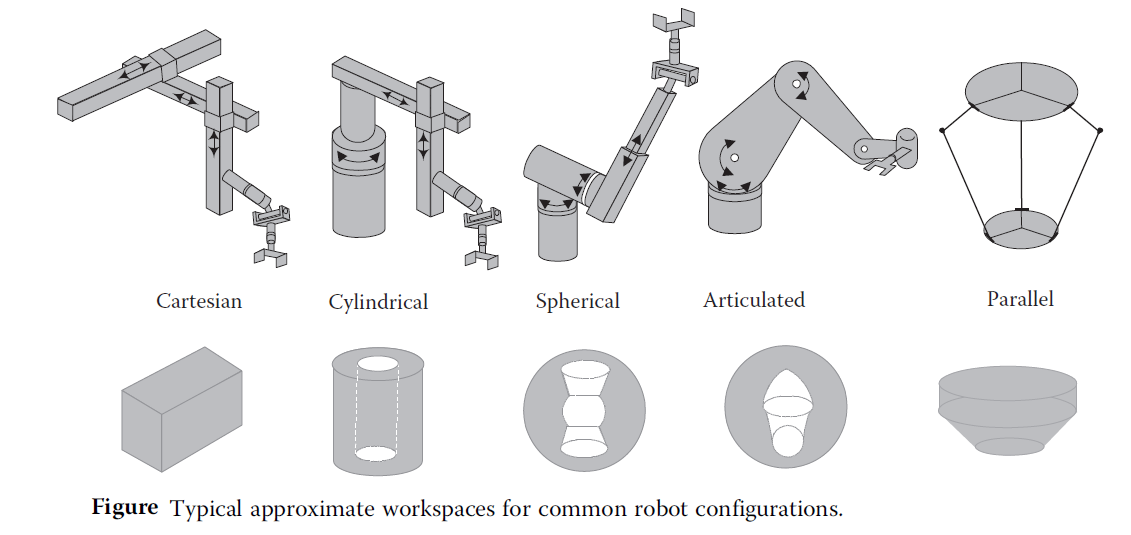 Cartesian Cylindrical Spherical Articulated Parallel
Figure Typical approximate workspaces for common robot configurations.